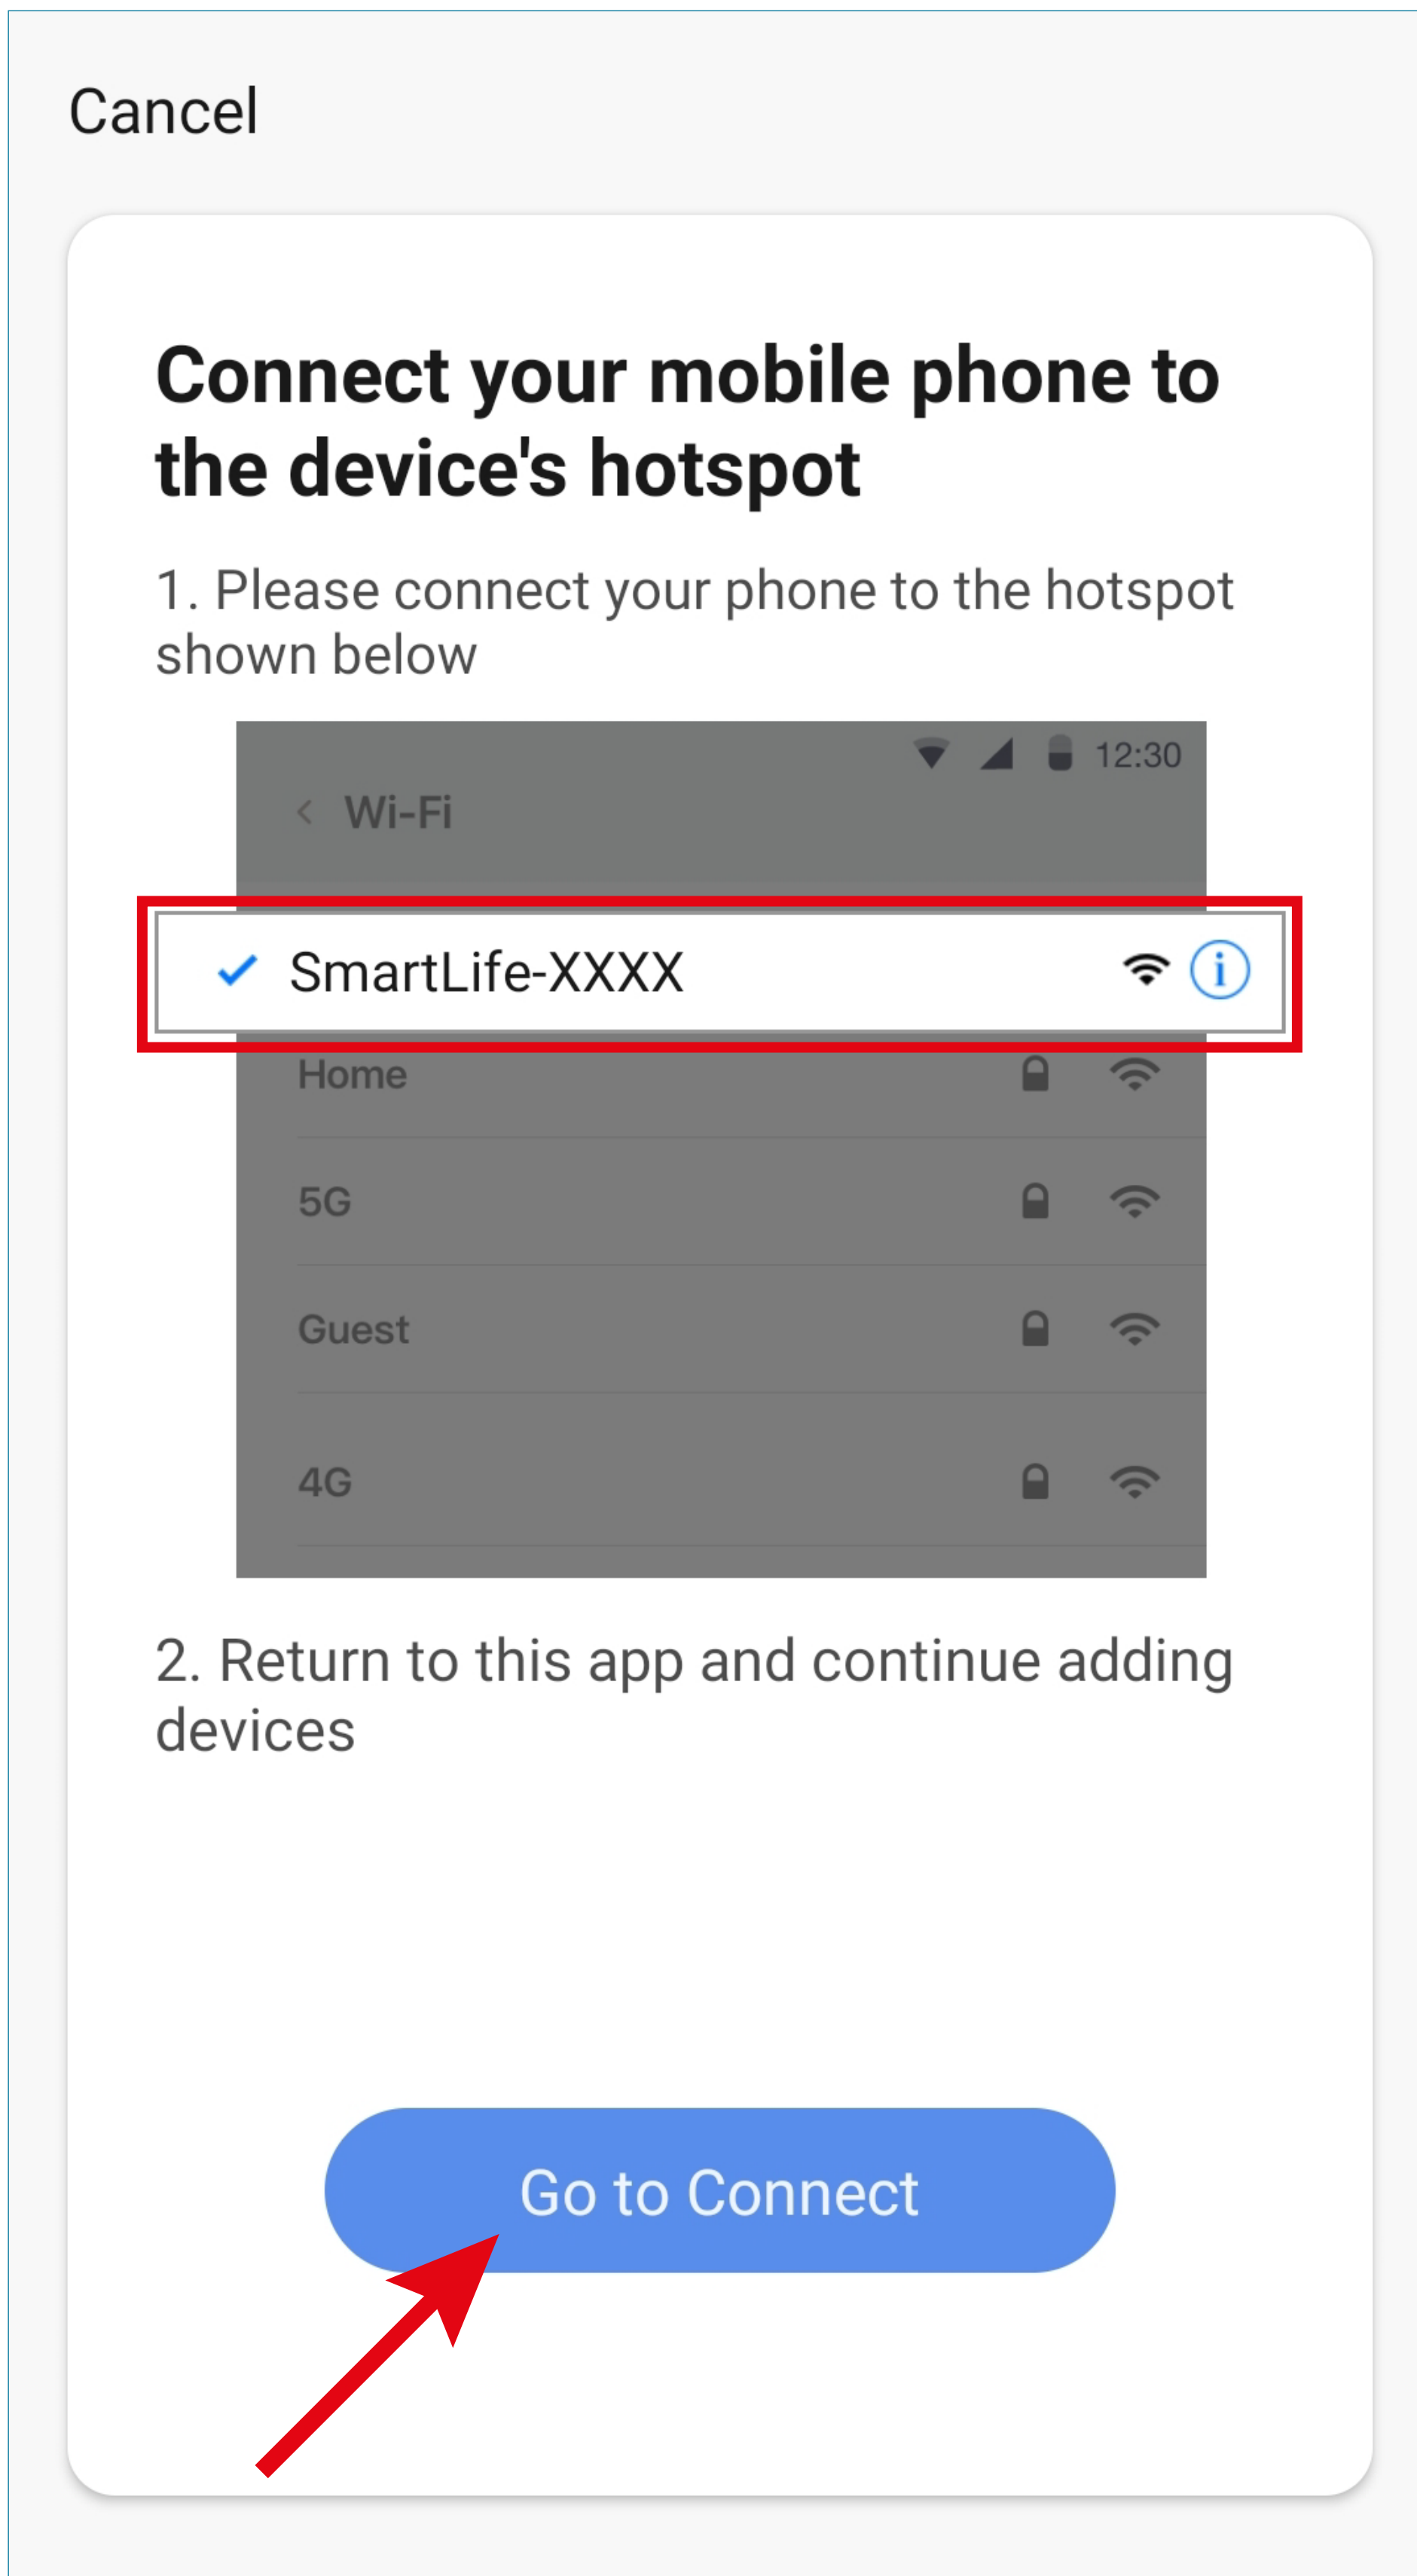 Cancel
Connect your mobile phone to
the device's hotspot
1. Please connect your phone to the hotspot
shown below
12:30
Wi-Fi
SmartLife-XXXX
Home
5G
Guest
4G
2. Return to this app and continue adding
devices
Go to Connect